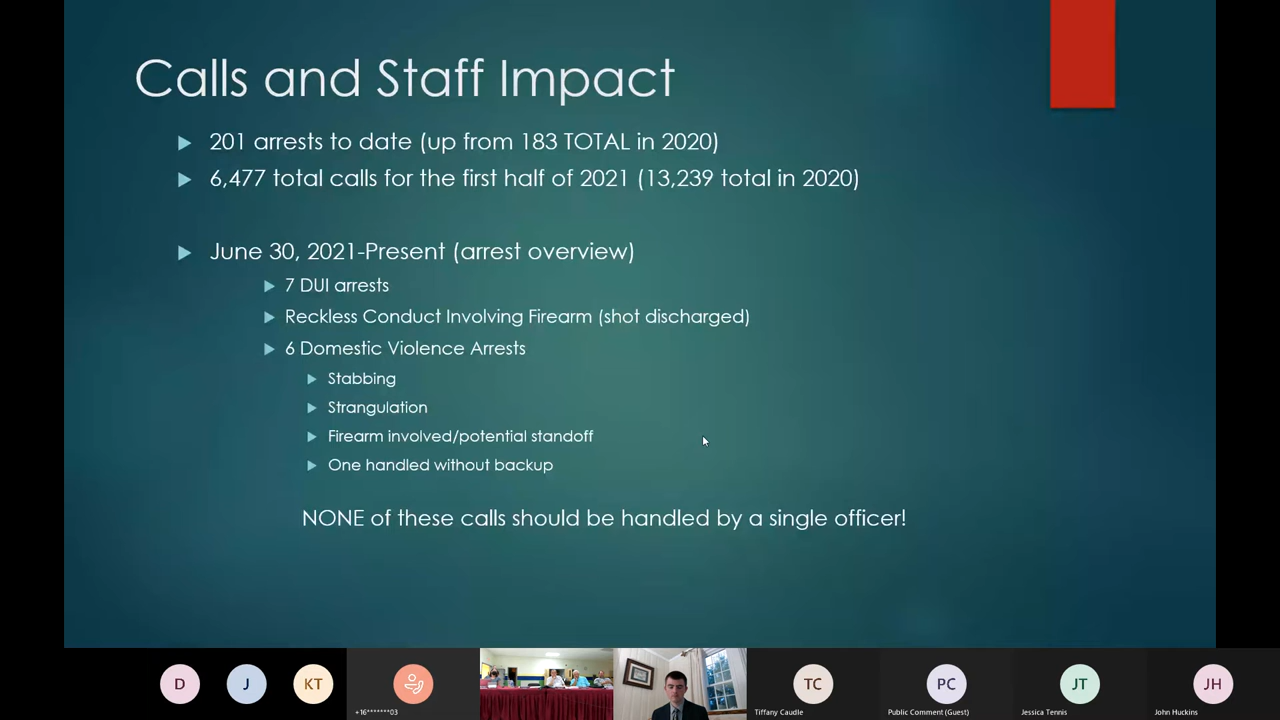 Calls and Staff Impact
201 arrests to date (up from 183 TOTAL in 2020)
6,477 total calls for the first half of 2021 (13,239 total in 2020)
June 30, 2021-Present (arrest overview)
7 DUI arrests
Reckless Conduct Involving Firearm (shot discharged)
6 Domestic Violence Arrests
Stabbing
Strangulation
Firearm involved/potential standoff
One handled without backup
NONE of these calls should be handled by a single officer!
D J KT TC PC JT JH
+16*******03 Tiffany Caudle Public Comment (Guest) Jessica Tennis John Huckins